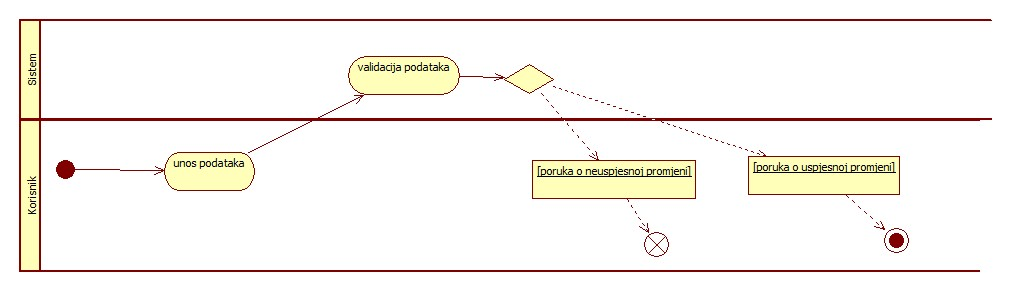 Sistem
validacija podataka
Korisnik
unos podataka
[poruka o neuspjesnoj promjeni]
[poruka o uspjesnoj promjeni]